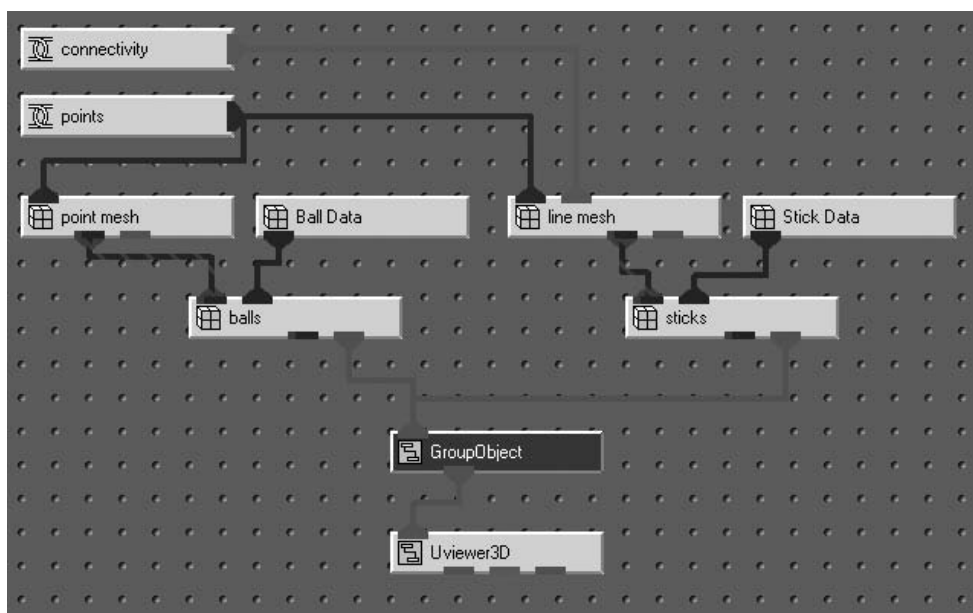 connectivity
points
point mesh
Ball Data
line mesh
Stick Data
balls
sticks
GroupObject
Uviewer3D